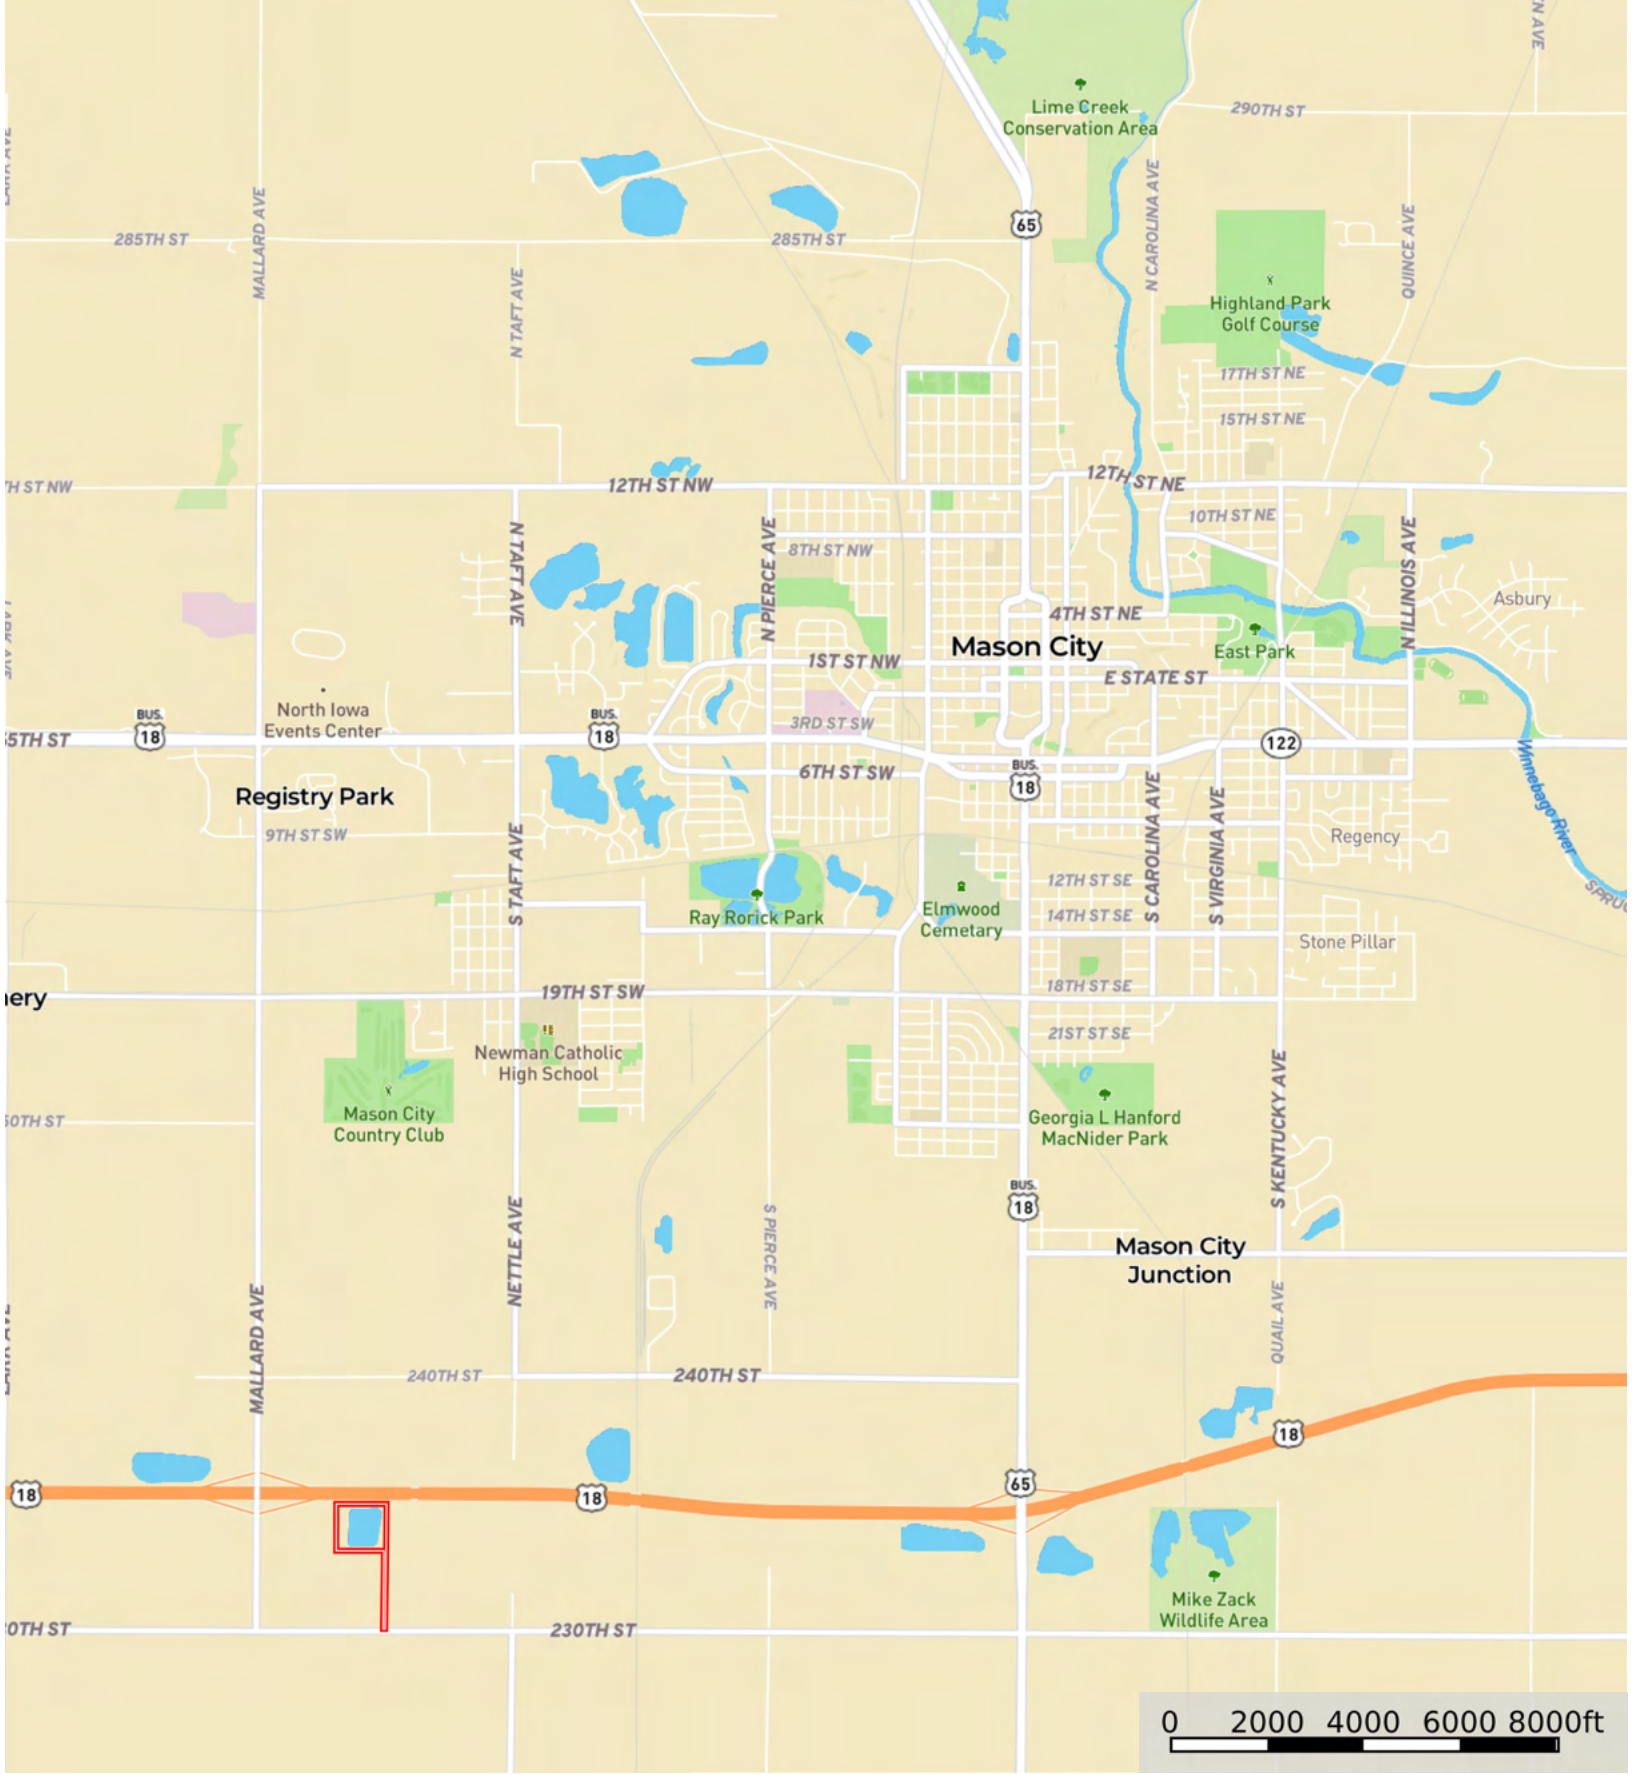 Lime Creek
Conservation Area
290TH ST
N CAROLINA AVE
MALLARD AVE
65
QUINCE AVE
285TH ST
285TH ST
N TAFT AVE
Highland Park
Golf Course
17TH ST NE
15TH ST NE
12TH ST NW
12TH ST NE
10TH ST NE
N TAFT AVE
N PIERCE AVE
8TH ST NW
N ILLINOIS AVE
Asbury
4TH ST NE
Mason City
East Park
1ST ST NW
E STATE ST
North Iowa
Events Center
BUS.
18
BUS.
18
3RD ST SW
122
5TH ST
6TH ST SW
BUS.
18
Winnebago River
Registry Park
9TH ST SW
S TAFT AVE
S CAROLINA AVE
S VIRGINIA AVE
Regency
12TH ST SE
14TH ST SE
Ray Rorick Park
Elmwood
Cemetary
Stone Pillar
19TH ST SW
18TH ST SE
21ST ST SE
Newman Catholic
High School
Mason City
Country Club
Georgia L Hanford
MacNider Park
S KENTUCKY AVE
BUS.
18
NETTLE AVE
S PIERCE AVE
Mason City
Junction
MALLARD AVE
QUAIL AVE
240TH ST
240TH ST
18
18
18
65
Mike Zack
Wildlife Area
0TH ST
230TH ST
0 2000 4000 6000 8000ft